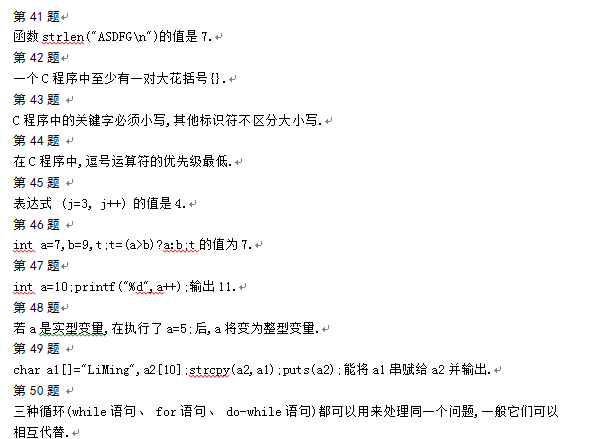 第 41 题
函数 strlen("ASDFG\n")的值是 7.
第 42 题
一个 C 程序中至少有一对大花括号{}.
第 43 题
C 程序中的关键字必须小写,其他标识符不区分大小写.
第 44 题
在 C 程序中,逗号运算符的优先级最低.
第 45 题
表达式 (j=3, j++) 的值是 4.
第 46 题
int a=7,b=9,t;t=(a>b)?a:b;t 的值为 7.
第 47 题
int a=10;printf("%d",a++);输出 11.
第 48 题
若 a 是实型变量,在执行了 a=5;后,a 将变为整型变量.
第 49 题
char a1[]="LiMing",a2[10];strcpy(a2,a1);puts(a2);能将 a1 串赋给 a2 并输出.
第 50 题
三种循环(while 语句、 for 语句、 do-while 语句)都可以用来处理同一个问题,一般它们可以
相互代替.